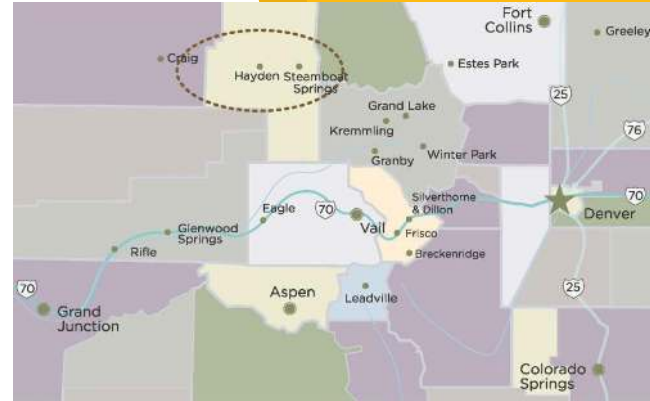 Fort
Collins
Greeley
Craig
Hayden
Steamboat
Springs
Estes Park
25
Grand Lake
Kremmling
76
Granby
Winter Park
Silverthorne
& Dillon
70
Eagle
70
Vail
Denver
Glenwood
Springs
Frisco
Rifle
Breckenridge
70
Aspen
Leadville
25
Grand
Junction
Colorado
Springs